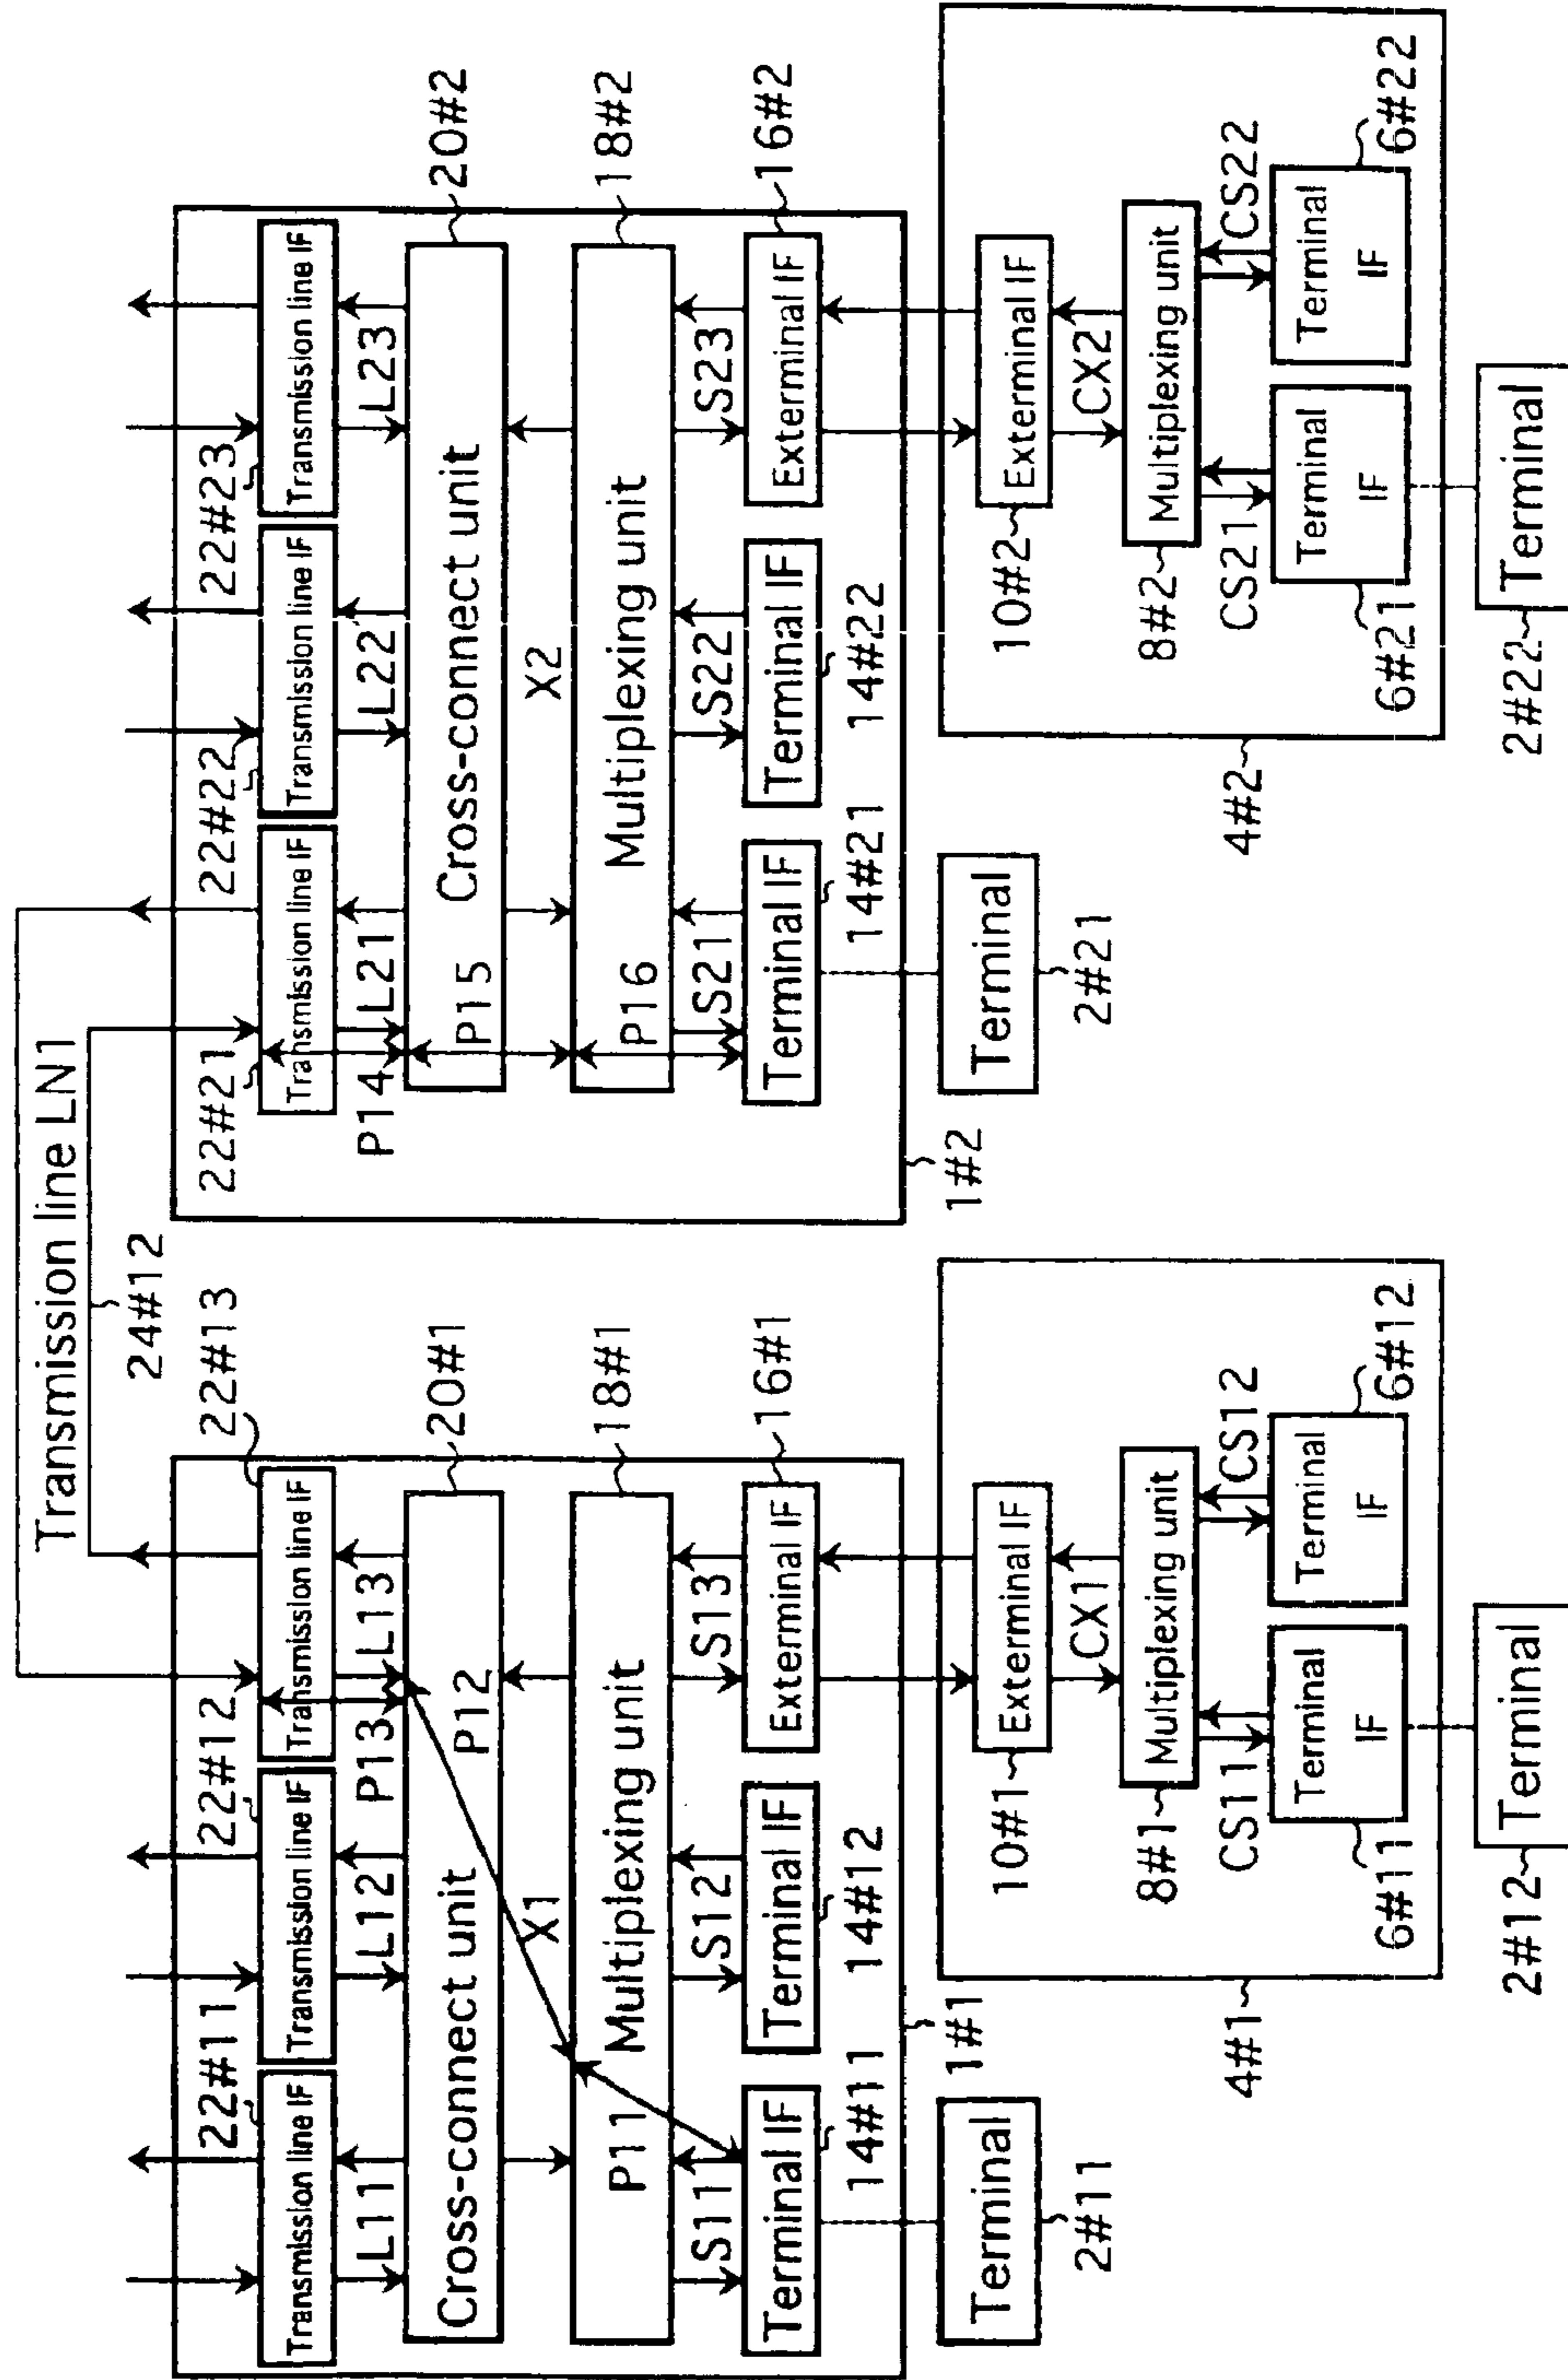 Transmission line LN1
24#12
22#11
22#12
22#13
Transmission line IF
Transmission line IF
Transmission line IF
L11
L12
P13
L13
Cross-connect unit
P12
20#1
X1
P11
Multiplexing unit
18#1
S11
S12
S13
Terminal IF
Terminal IF
Exterminal IF
16#1
14#11
14#12
1#1
Terminal
2#11
10#1
Exterminal IF
CX1
8#1
Multiplexing unit
CS11
CS12
Terminal
IF
Terminal
IF
6#11
6#12
4#1
2#12
Terminal
22#21
22#22
22#23
Transmission line IF
Transmission line IF
Transmission line IF
P14
L21
L22
L23
P15
Cross-connect unit
20#2
X2
P16
Multiplexing unit
18#2
S21
S22
S23
Terminal IF
Terminal IF
Exterminal IF
16#2
14#21
14#22
1#2
Terminal
2#21
10#2
Exterminal IF
CX2
8#2
Multiplexing unit
CS21
CS22
Terminal
IF
Terminal
IF
6#21
6#22
4#2
2#22
Terminal